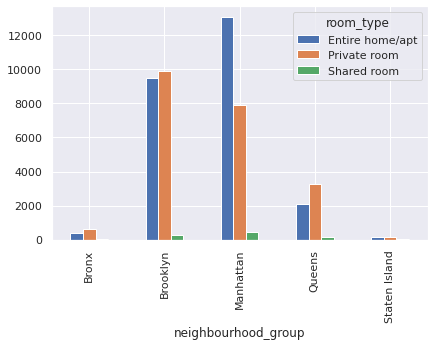 room_type
Entire home/apt
Private room
Shared room
12000
10000
8000
6000
4000
2000
0
Bronx
Brooklyn
Manhattan
Queens
Staten Island
neighbourhood_group